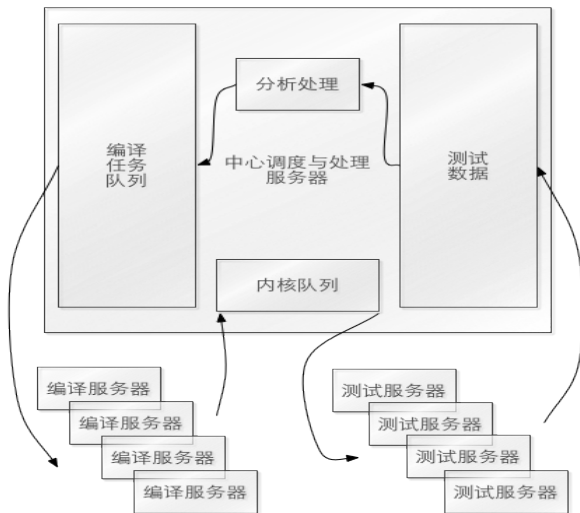 分析处理
编译
任务
队列
中心调度与处理
服务器
测试
数据
内核队列
编译服务器
编译服务器
编译服务器
编译服务器
测试服务器
测试服务器
测试服务器
测试服务器